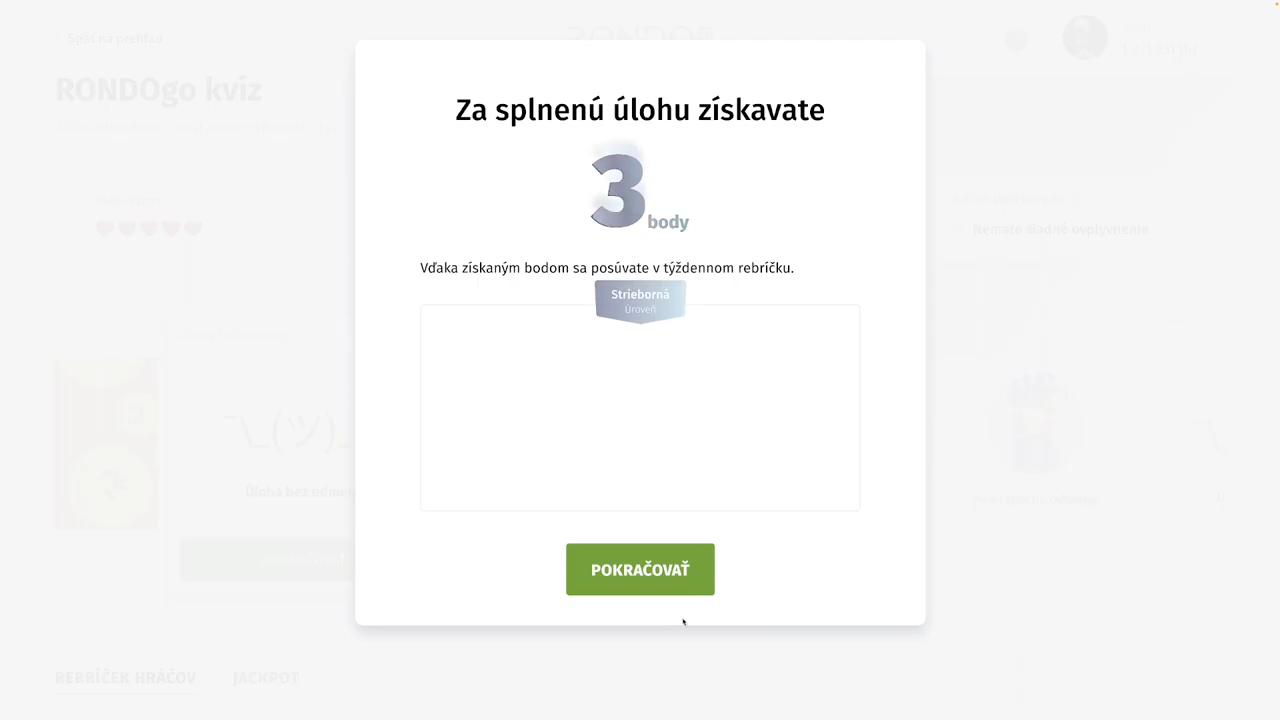 Späť na prehľad
RONDOgo kvíz
Za splnenú úlohu získavate
3 body
Vďaka získaným bodom sa posúvate v týždennom rebríčku.
Strieborná
Úroveň
Nemáte žiadne ovplyvnenie
¯\_(ツ)_
Úloha bez odme
POKRAČOVAŤ
REBRÍČEK HRÁČOV
JACKPOT